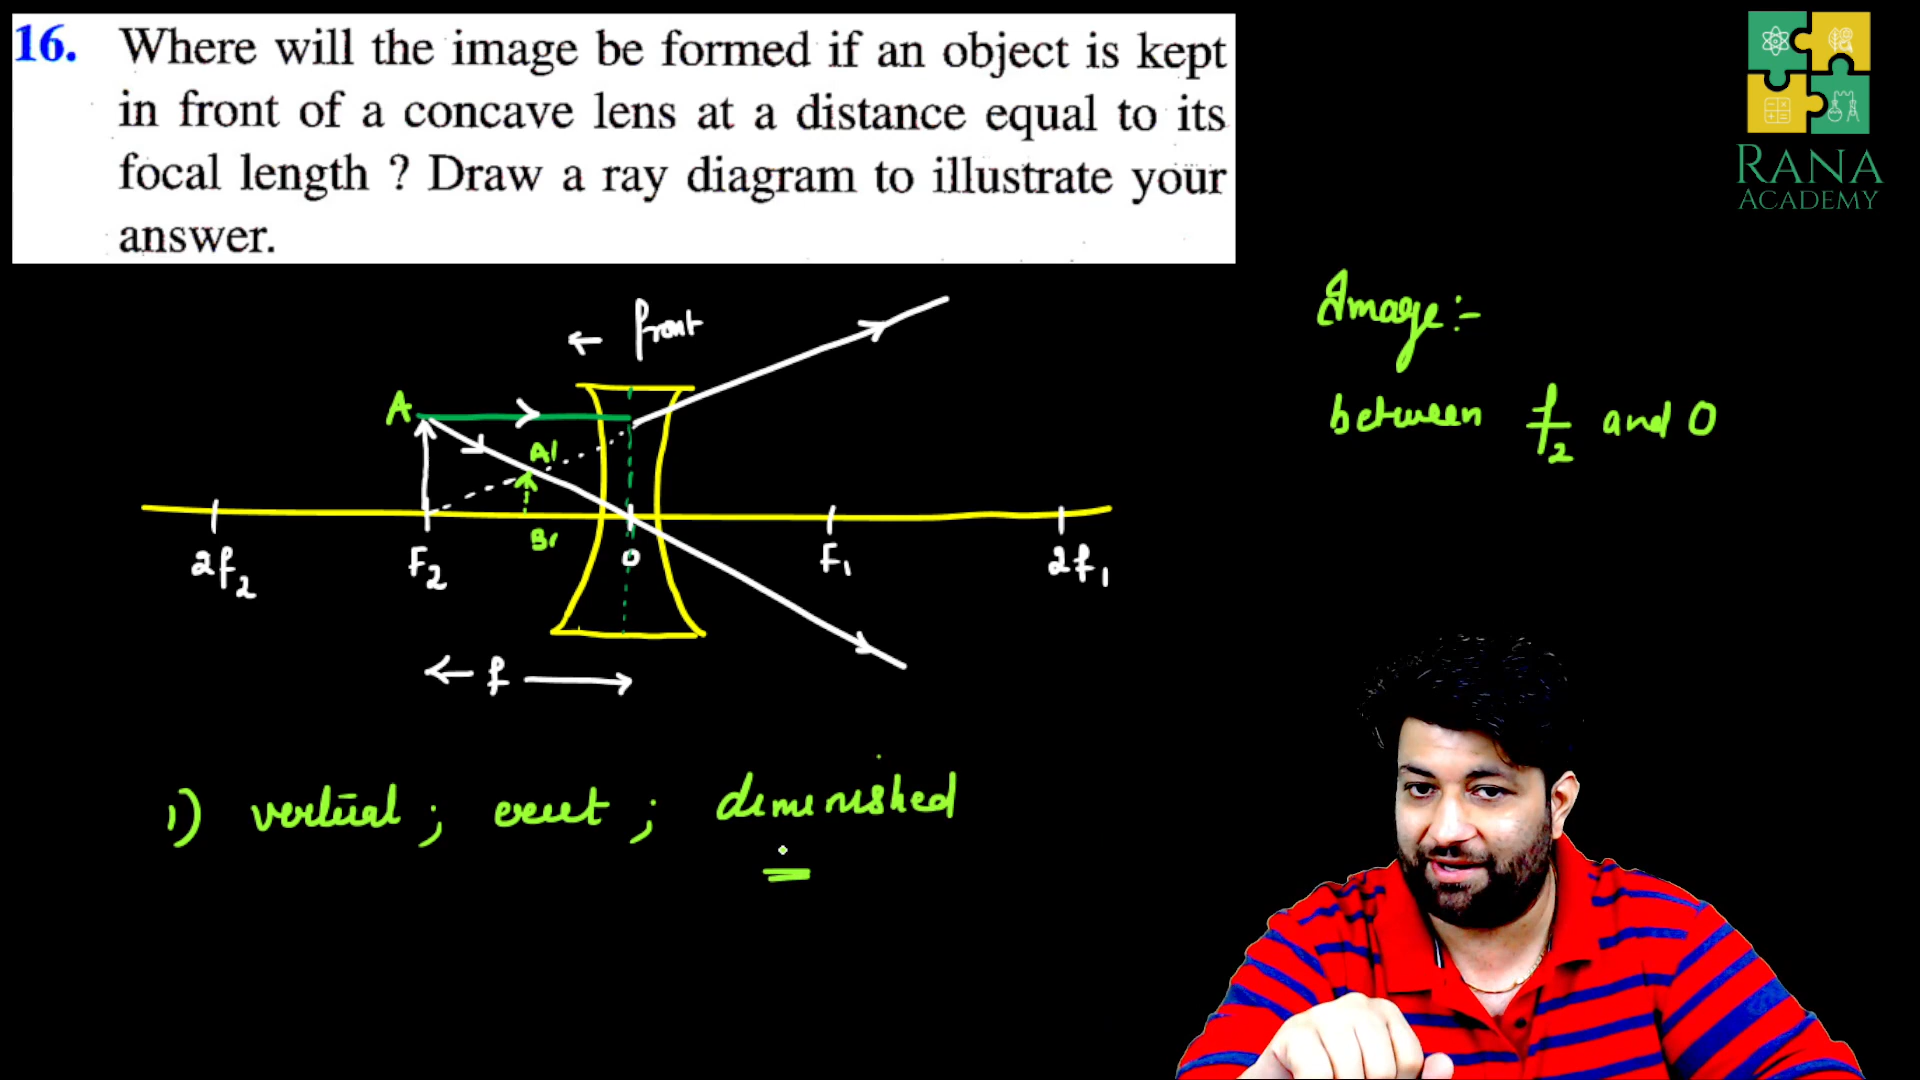 16. Where will the image be formed if an object is kept
in front of a concave lens at a distance equal to its
focal length ? Draw a ray diagram to illustrate your
answer.
RANA
ACADEMY
Image:-
between f/2 and O
← front
A
A'
B'
2f2 F2 O F1 2f1
← f →
1) vertical ; erect ; diminished